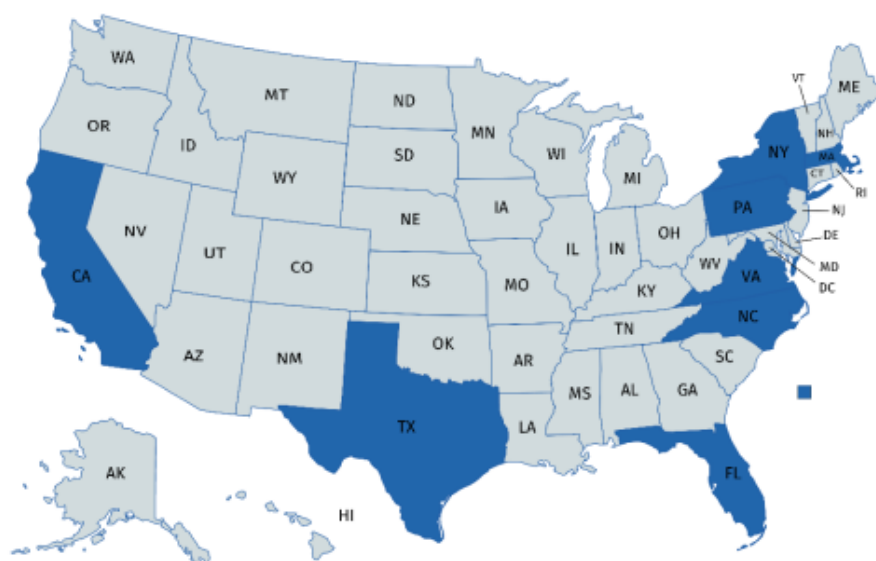 WA
MT
ND
MN
VT
ME
OR
ID
SD
WI
MI
NY
NH
MA
WY
CT
RI
NV
NE
IA
PA
NJ
CA
UT
CO
IL
IN
OH
DE
KS
MO
WV
VA
MD
KY
DC
NC
TN
AZ
NM
OK
AR
SC
MS
AL
GA
TX
LA
AK
FL
HI